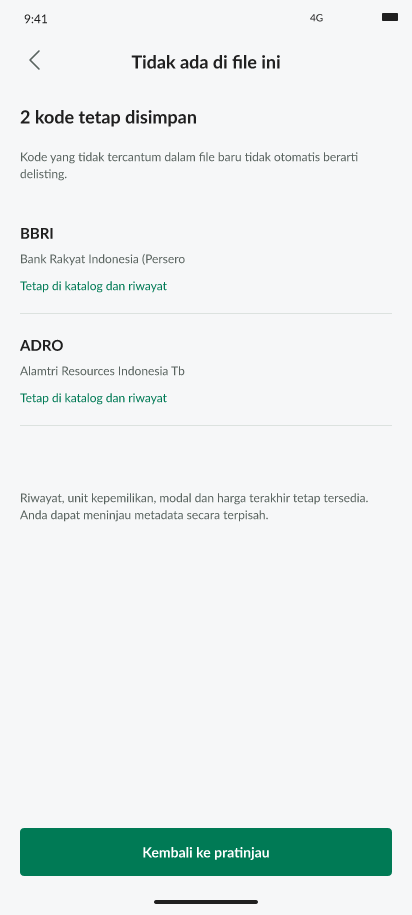 9:41
4G
Tidak ada di file ini
2 kode tetap disimpan
Kode yang tidak tercantum dalam file baru tidak otomatis berarti
delisting.
BBRI
Bank Rakyat Indonesia (Persero
Tetap di katalog dan riwayat
ADRO
Alamtri Resources Indonesia Tb
Tetap di katalog dan riwayat
Riwayat, unit kepemilikan, modal dan harga terakhir tetap tersedia.
Anda dapat meninjau metadata secara terpisah.
Kembali ke pratinjau